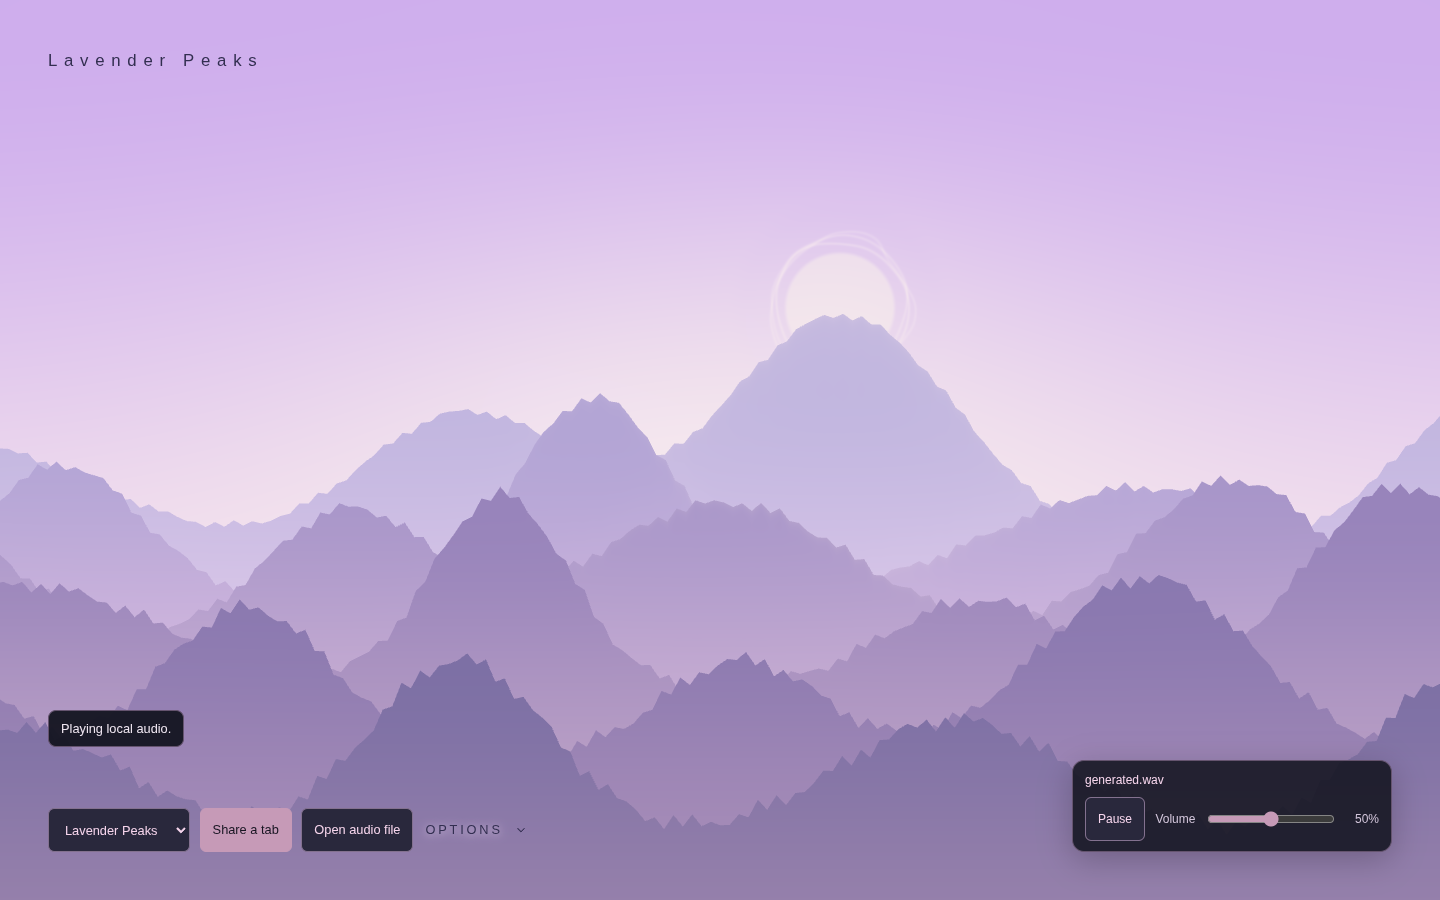 Lavender Peaks
Playing local audio.
Lavender Peaks
Share a tab
Open audio file
OPTIONS
generated.wav
Pause
Volume
50%